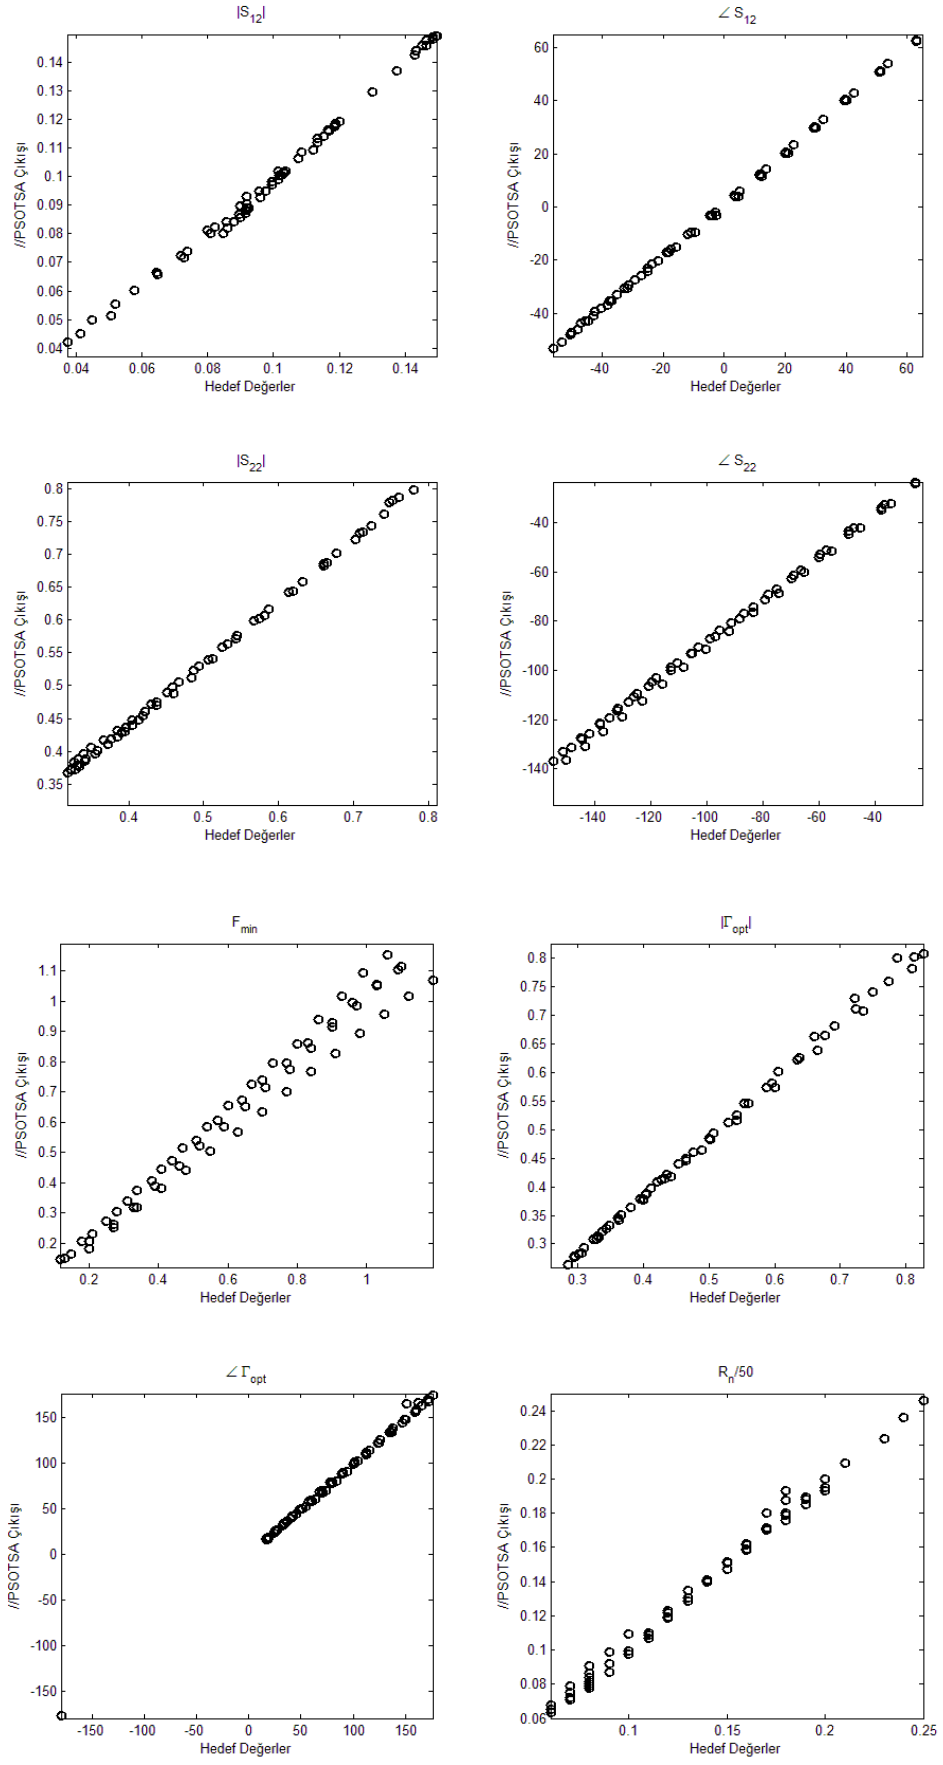 |S12|
0.14
0.13
0.12
0.11
0.1
0.09
0.08
0.07
0.06
0.05
0.04
0.04 0.06 0.08 0.1 0.12 0.14
Hedef Değerler
//PSOTSA Çıkışı
∠ S12
60
40
20
0
-20
-40
-40 -20 0 20 40 60
Hedef Değerler
//PSOTSA Çıkışı
|S22|
0.8
0.75
0.7
0.65
0.6
0.55
0.5
0.45
0.4
0.35
0.4 0.5 0.6 0.7 0.8
Hedef Değerler
//PSOTSA Çıkışı
∠ S22
-40
-60
-80
-100
-120
-140
-140 -120 -100 -80 -60 -40
Hedef Değerler
//PSOTSA Çıkışı
Fmin
1.1
1
0.9
0.8
0.7
0.6
0.5
0.4
0.3
0.2
0.2 0.4 0.6 0.8 1
Hedef Değerler
//PSOTSA Çıkışı
|Γopt|
0.8
0.75
0.7
0.65
0.6
0.55
0.5
0.45
0.4
0.35
0.3
0.3 0.4 0.5 0.6 0.7 0.8
Hedef Değerler
//PSOTSA Çıkışı
∠ Γopt
150
100
50
0
-50
-100
-150
-150 -100 -50 0 50 100 150
Hedef Değerler
//PSOTSA Çıkışı
Rn/50
0.24
0.22
0.2
0.18
0.16
0.14
0.12
0.1
0.08
0.06
0.1 0.15 0.2 0.25
Hedef Değerler
//PSOTSA Çıkışı